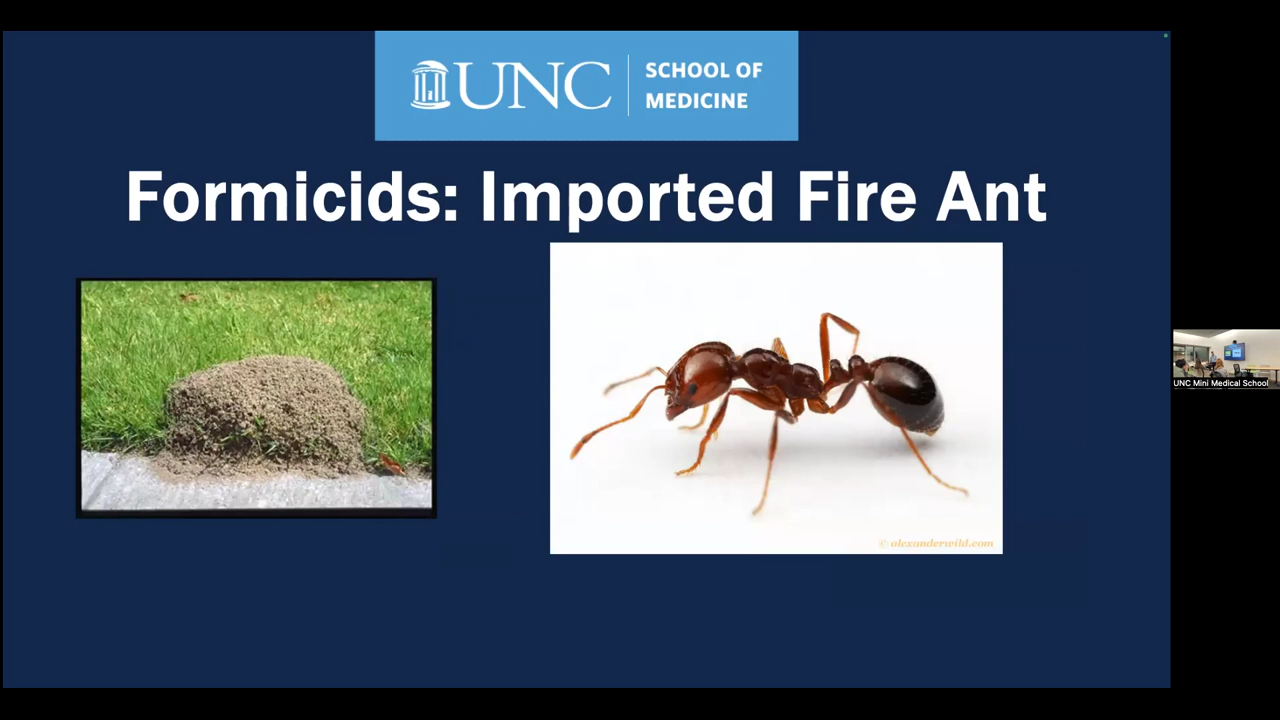 UNC
SCHOOL OF
MEDICINE
Formicids: Imported Fire Ant
© alexanderwild.com
UNC Mini Medical School